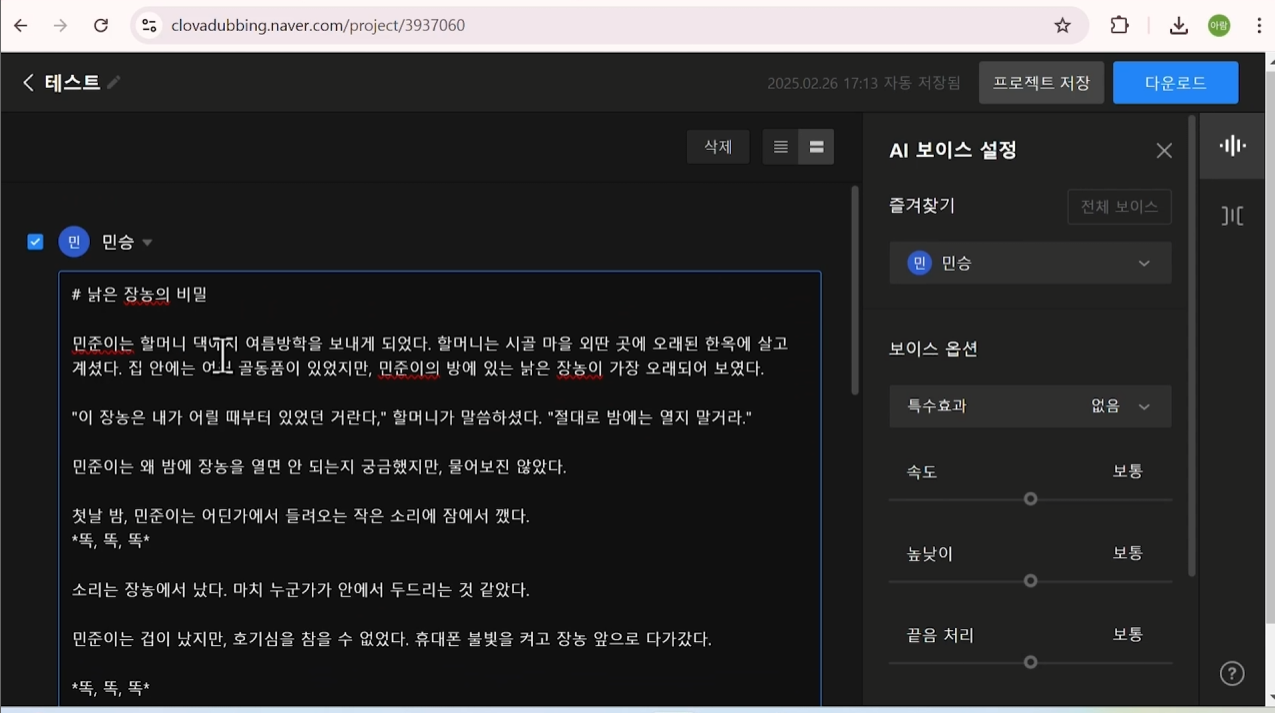 clovadubbing.naver.com/project/3937060
아람
테스트
2025.02.26 17:13 자동 저장됨
프로젝트 저장
다운로드
삭제
민 민승
# 낡은 장농의 비밀
민준이는 할머니 여름방학을 보내게 되었다. 할머니는 시골 마을 외딴 곳에 오래된 한옥에 살고
계셨다. 집 안에는 골동품이 있었지만, 민준이의 방에 있는 낡은 장농이 가장 오래되어 보였다.
"이 장농은 내가 어릴 때부터 있었던 거란다," 할머니가 말씀하셨다. "절대로 밤에는 열지 말거라."
민준이는 왜 밤에 장농을 열면 안 되는지 궁금했지만, 물어보진 않았다.
첫날 밤, 민준이는 어딘가에서 들려오는 작은 소리에 잠에서 깼다.
*똑, 똑, 똑*
소리는 장농에서 났다. 마치 누군가가 안에서 두드리는 것 같았다.
민준이는 겁이 났지만, 호기심을 참을 수 없었다. 휴대폰 불빛을 켜고 장농 앞으로 다가갔다.
*똑, 똑, 똑*
AI 보이스 설정
즐겨찾기
전체 보이스
민 민승
보이스 옵션
특수효과 없음
속도 보통
높낮이 보통
끝음 처리 보통